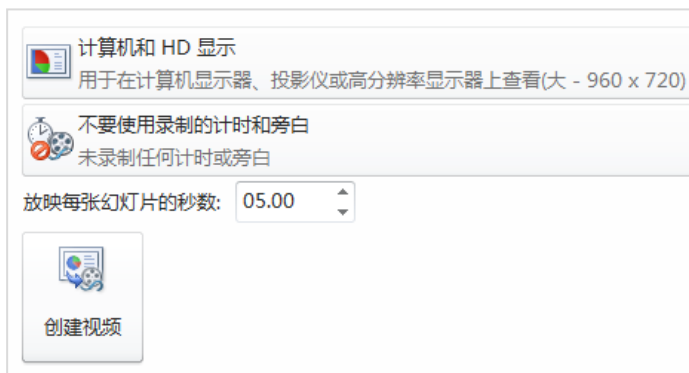 计算机和 HD 显示
用于在计算机显示器、投影仪或高分辨率显示器上查看(大 - 960 x 720)
不要使用录制的计时和旁白
未录制任何计时或旁白
放映每张幻灯片的秒数: 05.00
创建视频